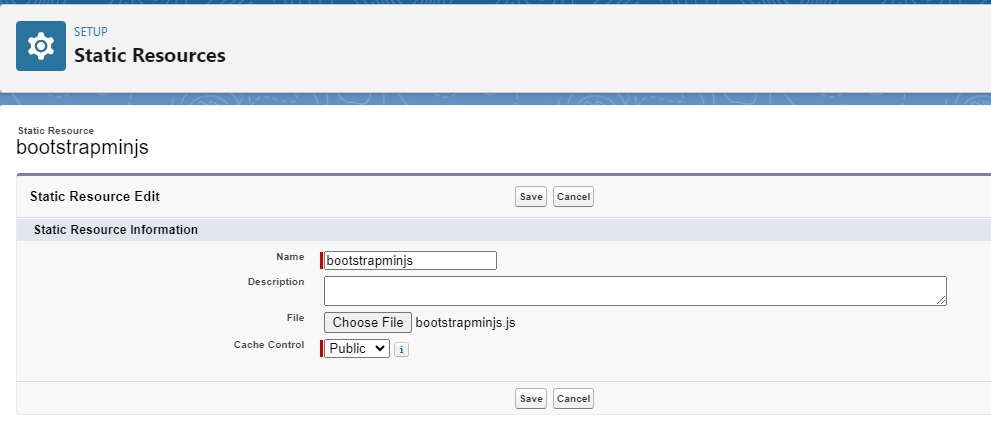 SETUP
Static Resources
Static Resource
bootstrapminjs
Static Resource Edit
Save Cancel
Static Resource Information
Name bootstrapminjs
Description
File Choose File bootstrapminjs.js
Cache Control Public i
Save Cancel